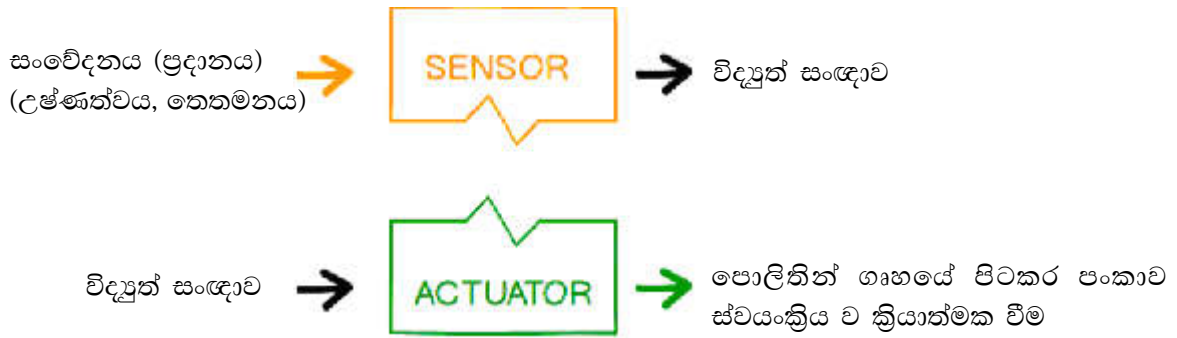 සංවේදනය (ප්‍රදානය)
(උෂ්ණත්වය, තෙතමනය)
SENSOR
විද්‍යුත් සංඥාව
විද්‍යුත් සංඥාව
ACTUATOR
පොලිතින් ගෘහයේ පිටකර පංකාව
ස්වයංක්‍රිය ව ක්‍රියාත්මක වීම